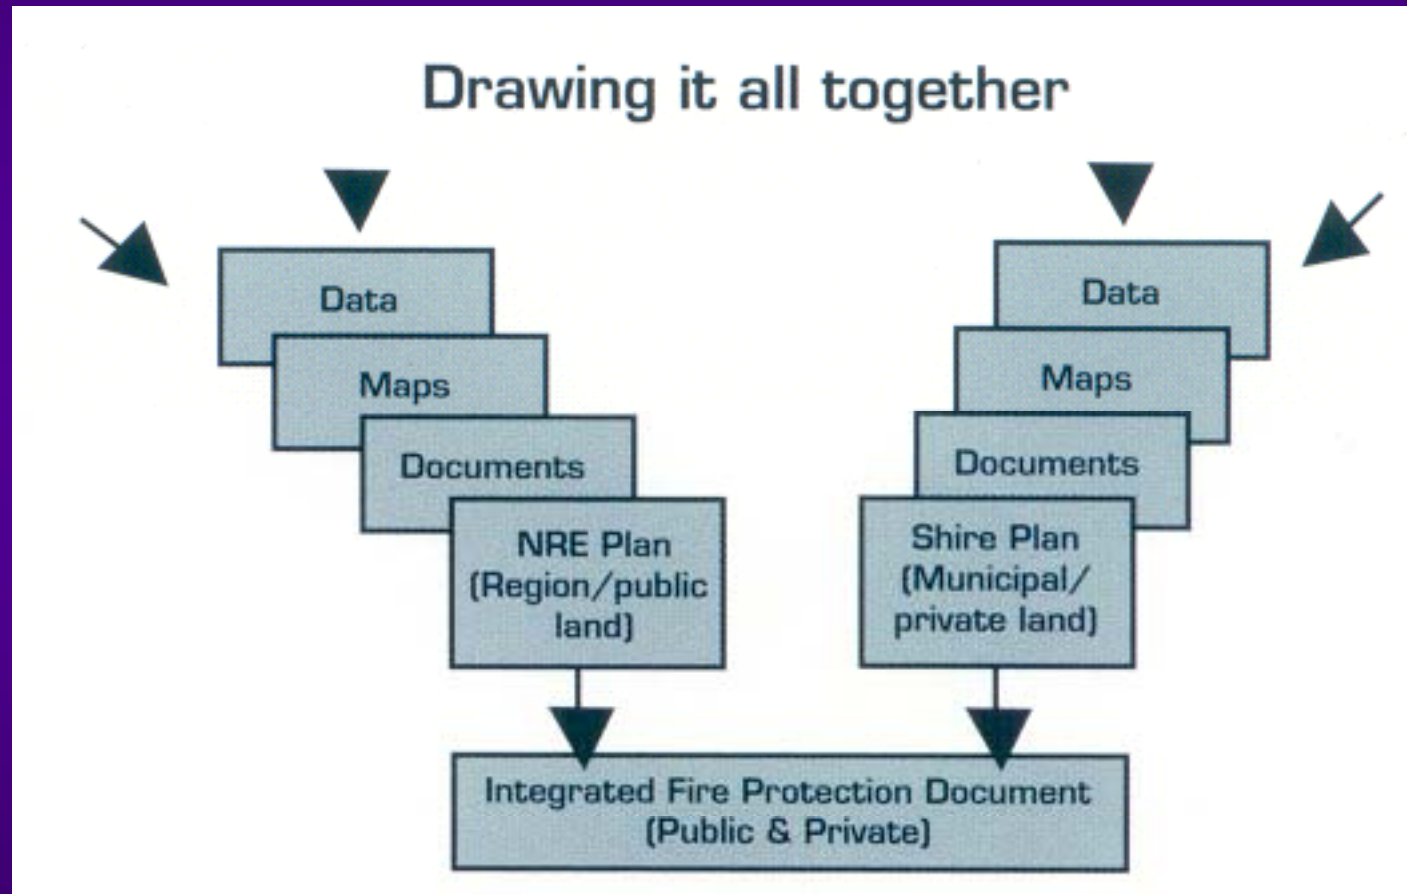 Drawing it all together
Data
Maps
Documents
NRE Plan
(Region/public
land)
Data
Maps
Documents
Shire Plan
(Municipal/
private land)
Integrated Fire Protection Document
(Public & Private)